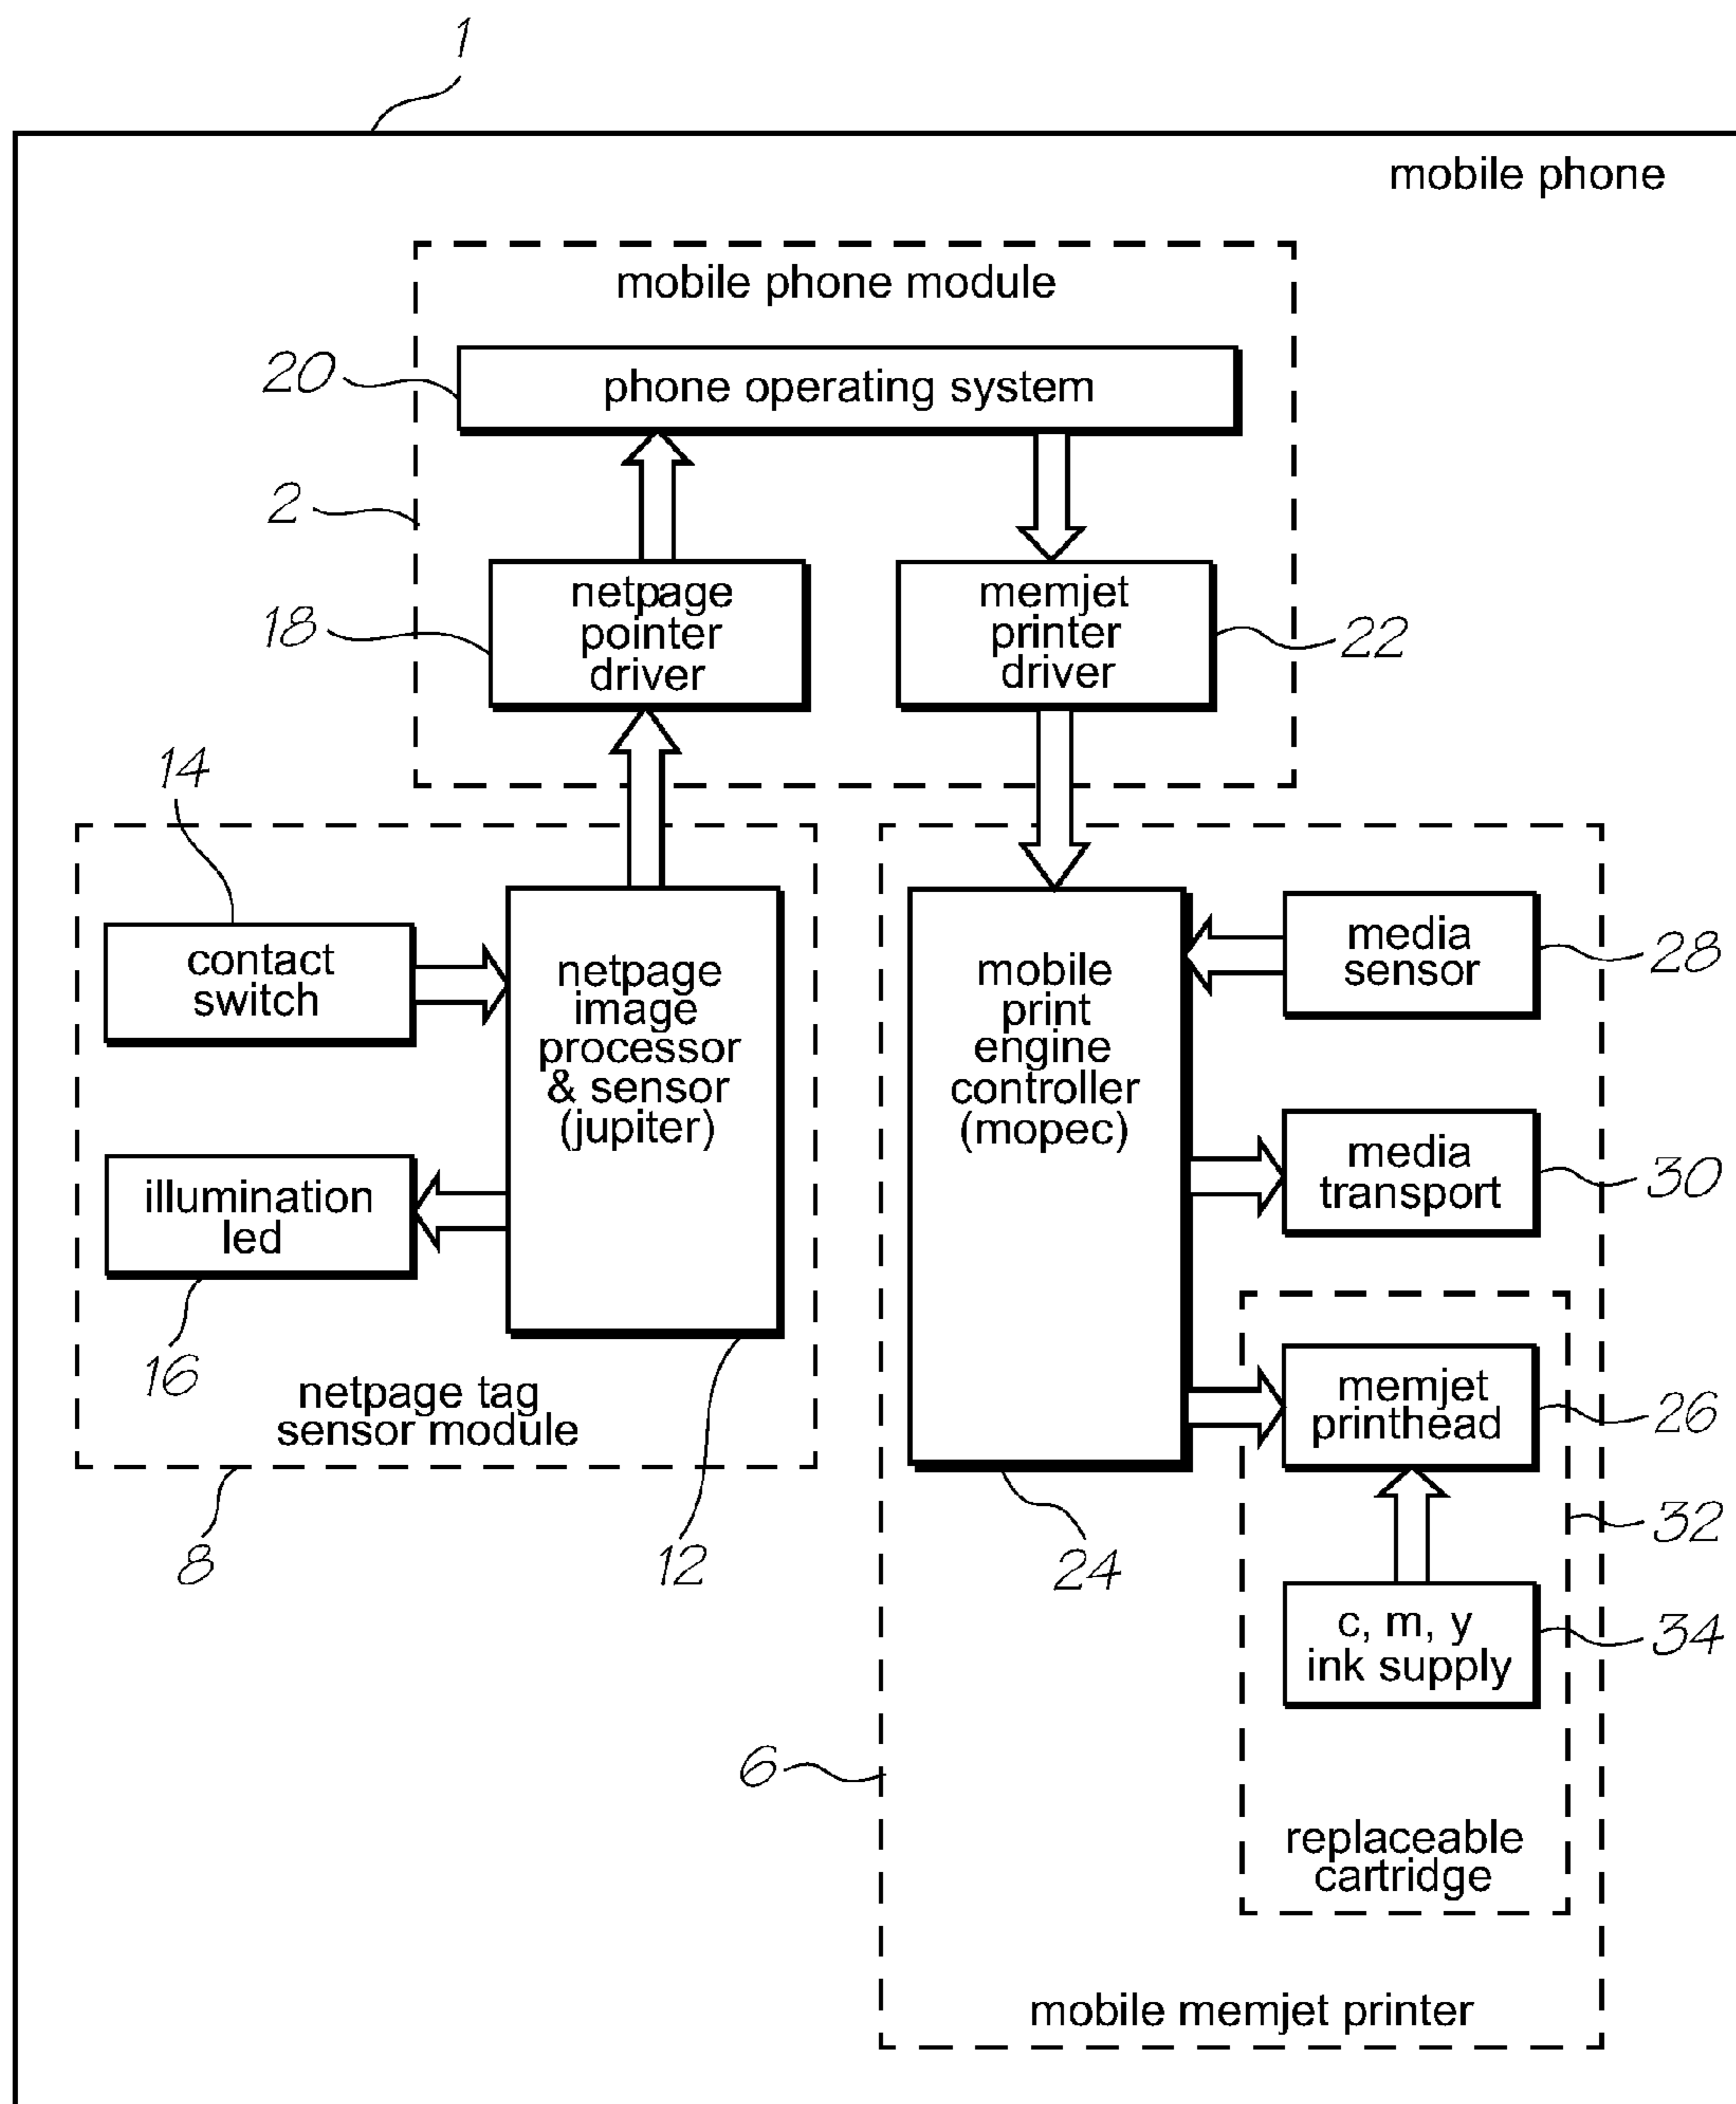 1
mobile phone
mobile phone module
20
phone operating system
2
18
netpage
pointer
driver
memjet
printer
driver
22
14
contact
switch
netpage
image
processor
& sensor
(jupiter)
illumination
led
16
netpage tag
sensor module
8
12
mobile
print
engine
controller
(mopec)
media
sensor
28
media
transport
30
memjet
printhead
26
32
24
c, m, y
ink supply
34
6
replaceable
cartridge
mobile memjet printer